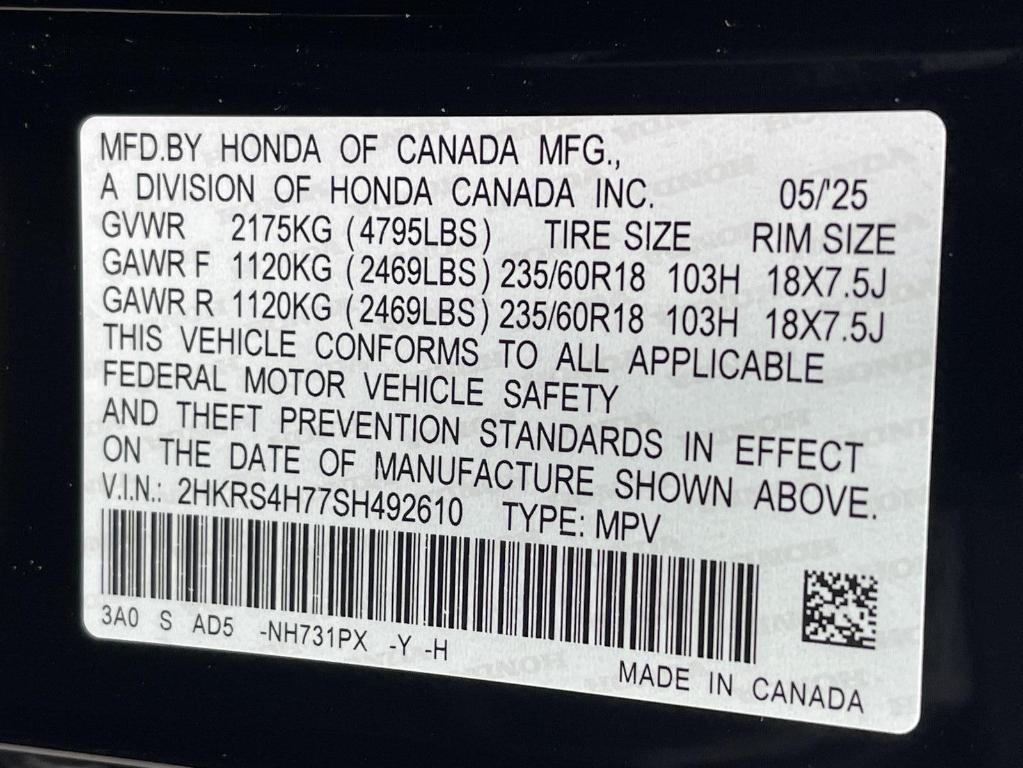 MFD.BY HONDA OF CANADA MFG.,
A DIVISION OF HONDA CANADA INC. 05/'25
GVWR 2175KG (4795LBS) TIRE SIZE RIM SIZE
GAWR F 1120KG (2469LBS) 235/60R18 103H 18X7.5J
GAWR R 1120KG (2469LBS) 235/60R18 103H 18X7.5J
THIS VEHICLE CONFORMS TO ALL APPLICABLE
FEDERAL MOTOR VEHICLE SAFETY
AND THEFT PREVENTION STANDARDS IN EFFECT
ON THE DATE OF MANUFACTURE SHOWN ABOVE.
V.I.N.: 2HKRS4H77SH492610 TYPE: MPV
3A0 S AD5 -NH731PX -Y -H
MADE IN CANADA